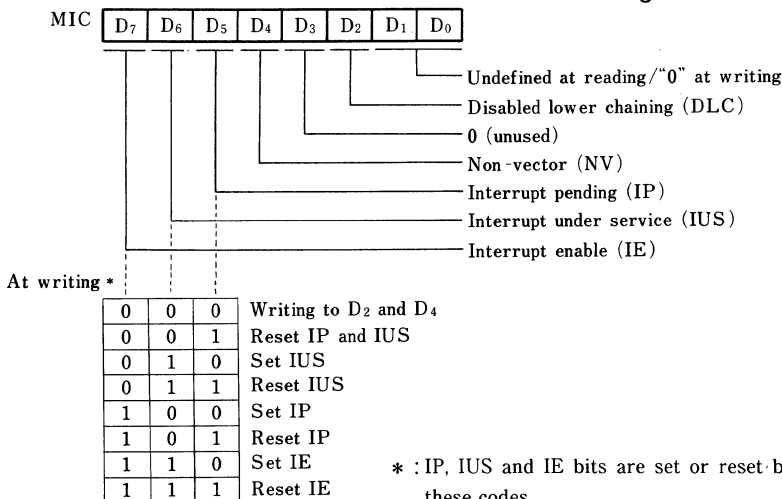 MIC D7 D6 D5 D4 D3 D2 D1 D0
Undefined at reading/“0” at writing
Disabled lower chaining (DLC)
0 (unused)
Non-vector (NV)
Interrupt pending (IP)
Interrupt under service (IUS)
Interrupt enable (IE)
At writing *
0 0 0 Writing to D2 and D4
0 0 1 Reset IP and IUS
0 1 0 Set IUS
0 1 1 Reset IUS
1 0 0 Set IP
1 0 1 Reset IP
1 1 0 Set IE
1 1 1 Reset IE
* : IP, IUS and IE bits are set or reset b
these codes